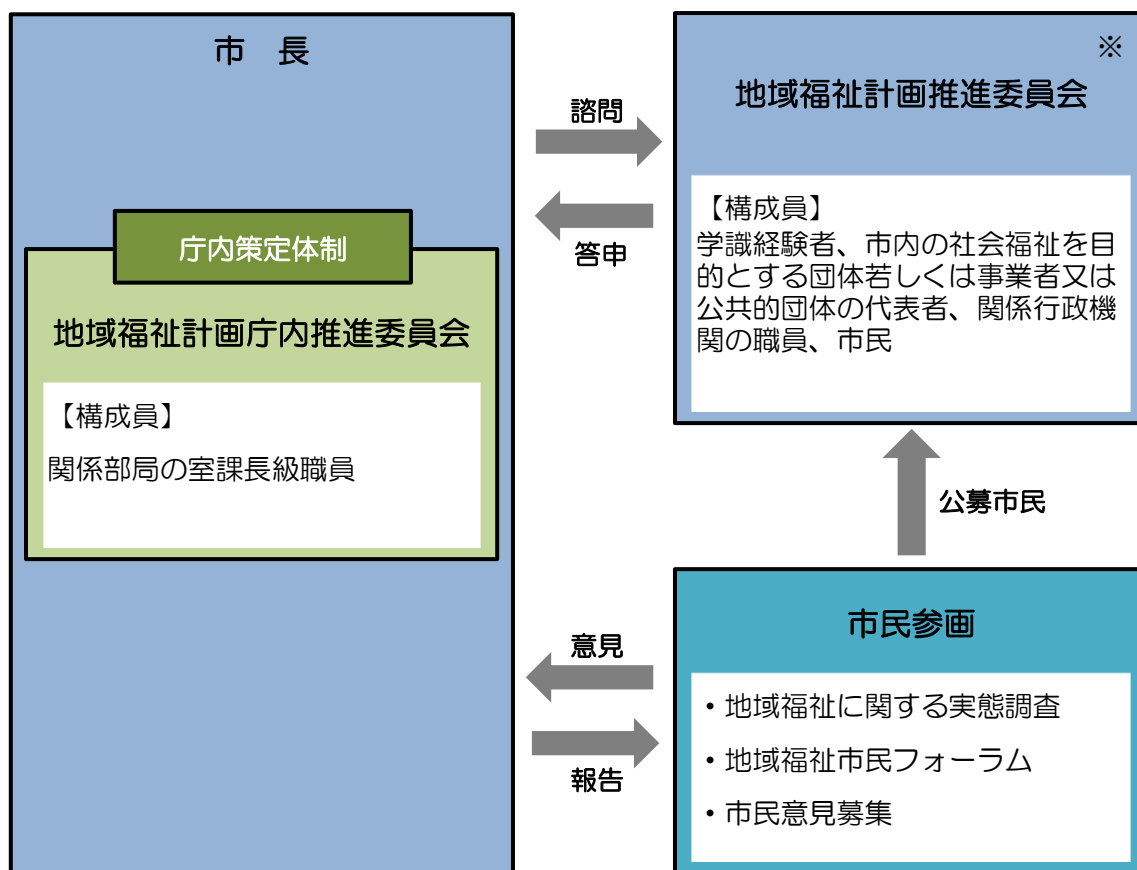 市　長
庁内策定体制
地域福祉計画庁内推進委員会
【構成員】
関係部局の室課長級職員
諮問
答申
※
地域福祉計画推進委員会
【構成員】
学識経験者、市内の社会福祉を目
的とする団体若しくは事業者又は
公共的団体の代表者、関係行政機
関の職員、市民
公募市民
意見
報告
市民参画
・地域福祉に関する実態調査
・地域福祉市民フォーラム
・市民意見募集